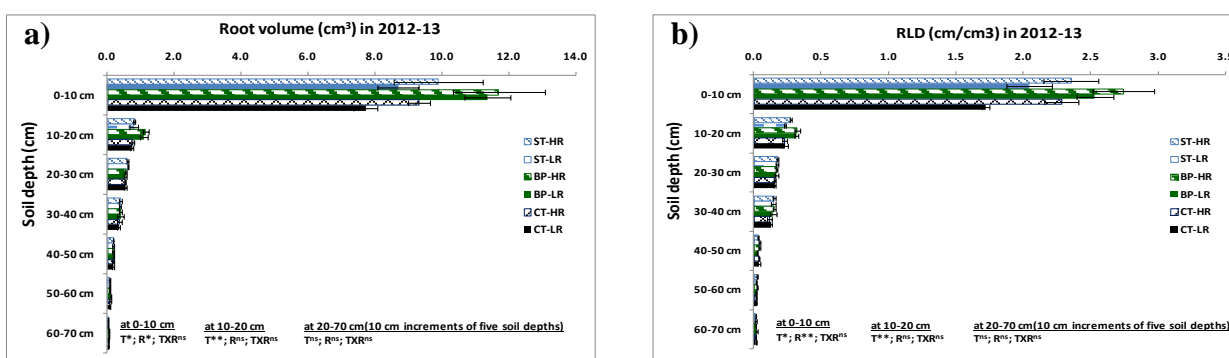 a)
Root volume (cm³) in 2012-13
0.0 2.0 4.0 6.0 8.0 10.0 12.0 14.0
Soil depth (cm)
0-10 cm
10-20 cm
20-30 cm
30-40 cm
40-50 cm
50-60 cm
60-70 cm
ST-HR
ST-LR
BP-HR
BP-LR
CT-HR
CT-LR
at 0-10 cm at 10-20 cm at 20-70 cm(10 cm increments of five soil depths)
T*; R*; TXRⁿˢ T**; Rⁿˢ; TXRⁿˢ Tⁿˢ; Rⁿˢ; TXRⁿˢ
b)
RLD (cm/cm3) in 2012-13
0.0 0.5 1.0 1.5 2.0 2.5 3.0 3.5
Soil depth (cm)
0-10 cm
10-20 cm
20-30 cm
30-40 cm
40-50 cm
50-60 cm
60-70 cm
ST-HR
ST-LR
BP-HR
BP-LR
CT-HR
CT-LR
at 0-10 cm at 10-20 cm at 20-70 cm(10 cm increments of five soil depths)
T*; R**; TXRⁿˢ T**; Rⁿˢ; TXRⁿˢ Tⁿˢ; Rⁿˢ; TXRⁿˢ